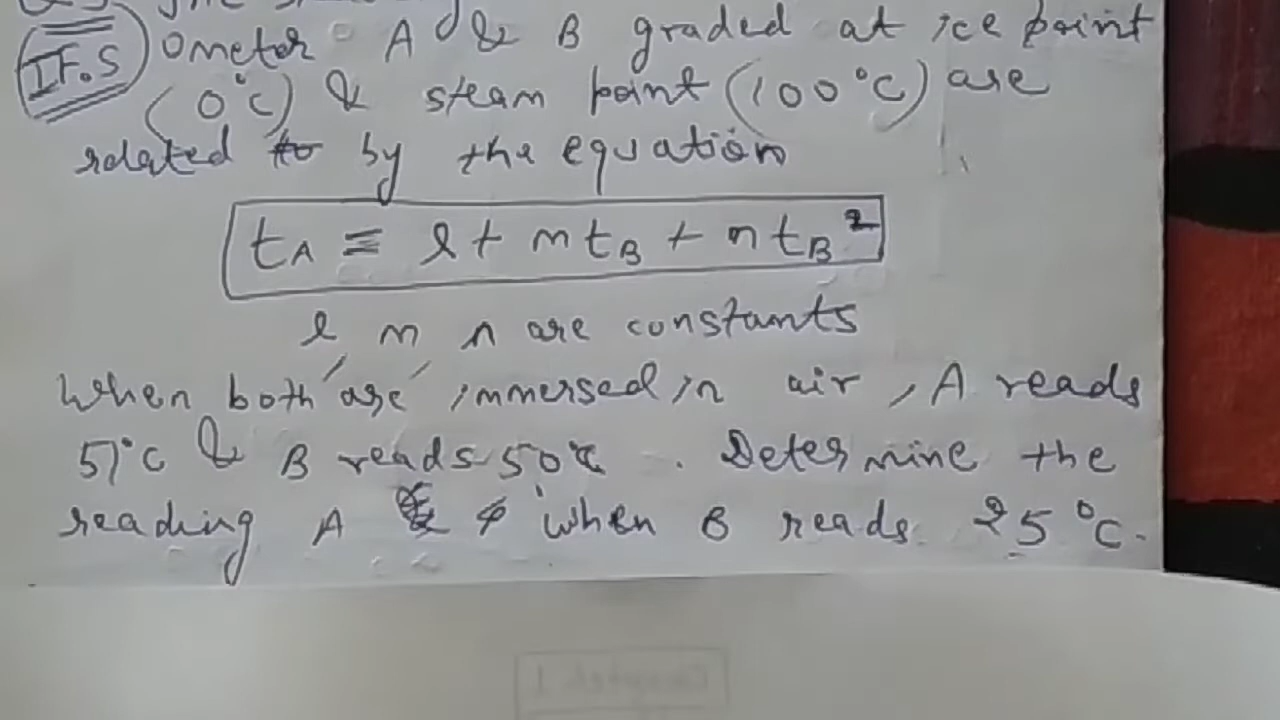 I.F.S ometer A & B graded at ice point
(0°C) & steam point (100°C) are
related to by the equation
tA = l + m tB + n tB²
l, m, n are constants
When both are immersed in air, A reads
51°C & B reads 50°C. Determine the
reading A when B reads 25°C.